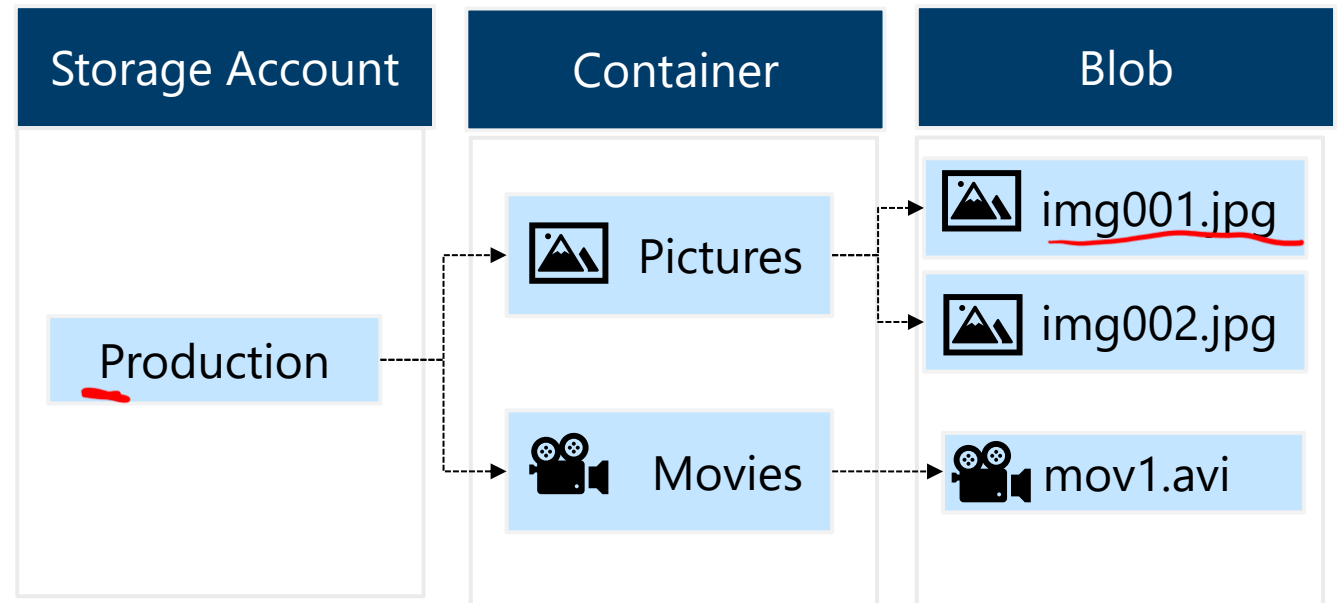 Storage Account
Container
Blob
Production
Pictures
Movies
img001.jpg
img002.jpg
mov1.avi